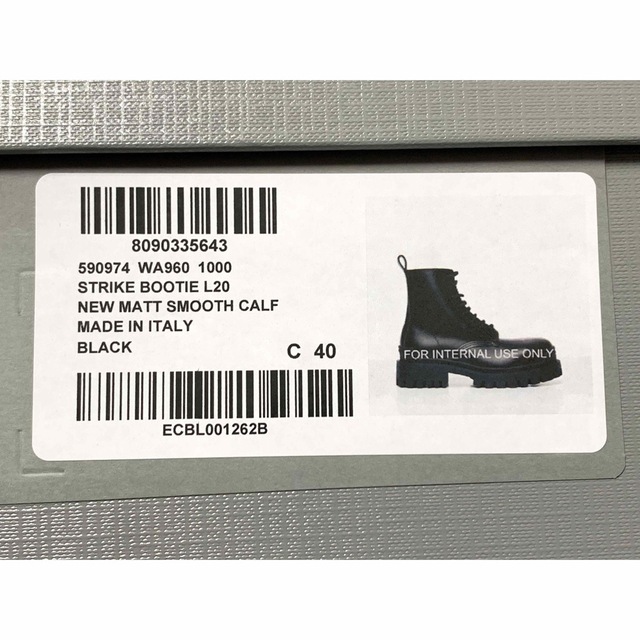 8090335643
590974 WA960 1000
STRIKE BOOTIE L20
NEW MATT SMOOTH CALF
MADE IN ITALY
BLACK C 40
FOR INTERNAL USE ONLY
ECBL001262B